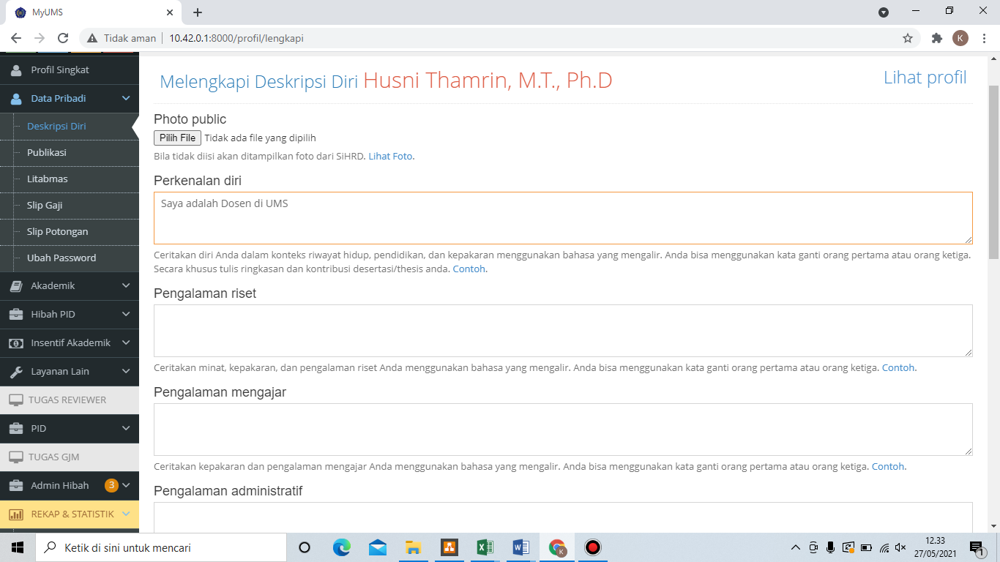 MyUMS
Tidak aman
10.42.0.1:8000/profil/lengkapi
K
Profil Singkat
Data Pribadi
Deskripsi Diri
Publikasi
Litabmas
Slip Gaji
Slip Potongan
Ubah Password
Akademik
Hibah PID
Insentif Akademik
Layanan Lain
TUGAS REVIEWER
PID
TUGAS GJM
Admin Hibah 3
REKAP & STATISTIK
Melengkapi Deskripsi Diri Husni Thamrin, M.T., Ph.D
Lihat profil
Photo public
Pilih File Tidak ada file yang dipilih
Bila tidak diisi akan ditampilkan foto dari SiHRD. Lihat Foto.
Perkenalan diri
Saya adalah Dosen di UMS
Ceritakan diri Anda dalam konteks riwayat hidup, pendidikan, dan kepakaran menggunakan bahasa yang mengalir. Anda bisa menggunakan kata ganti orang pertama atau orang ketiga.
Secara khusus tulis ringkasan dan kontribusi desertasi/thesis anda. Contoh.
Pengalaman riset
Ceritakan minat, kepakaran, dan pengalaman riset Anda menggunakan bahasa yang mengalir. Anda bisa menggunakan kata ganti orang pertama atau orang ketiga. Contoh.
Pengalaman mengajar
Ceritakan kepakaran dan pengalaman mengajar Anda menggunakan bahasa yang mengalir. Anda bisa menggunakan kata ganti orang pertama atau orang ketiga. Contoh.
Pengalaman administratif
Ketik di sini untuk mencari
K
12.33
27/05/2021
1